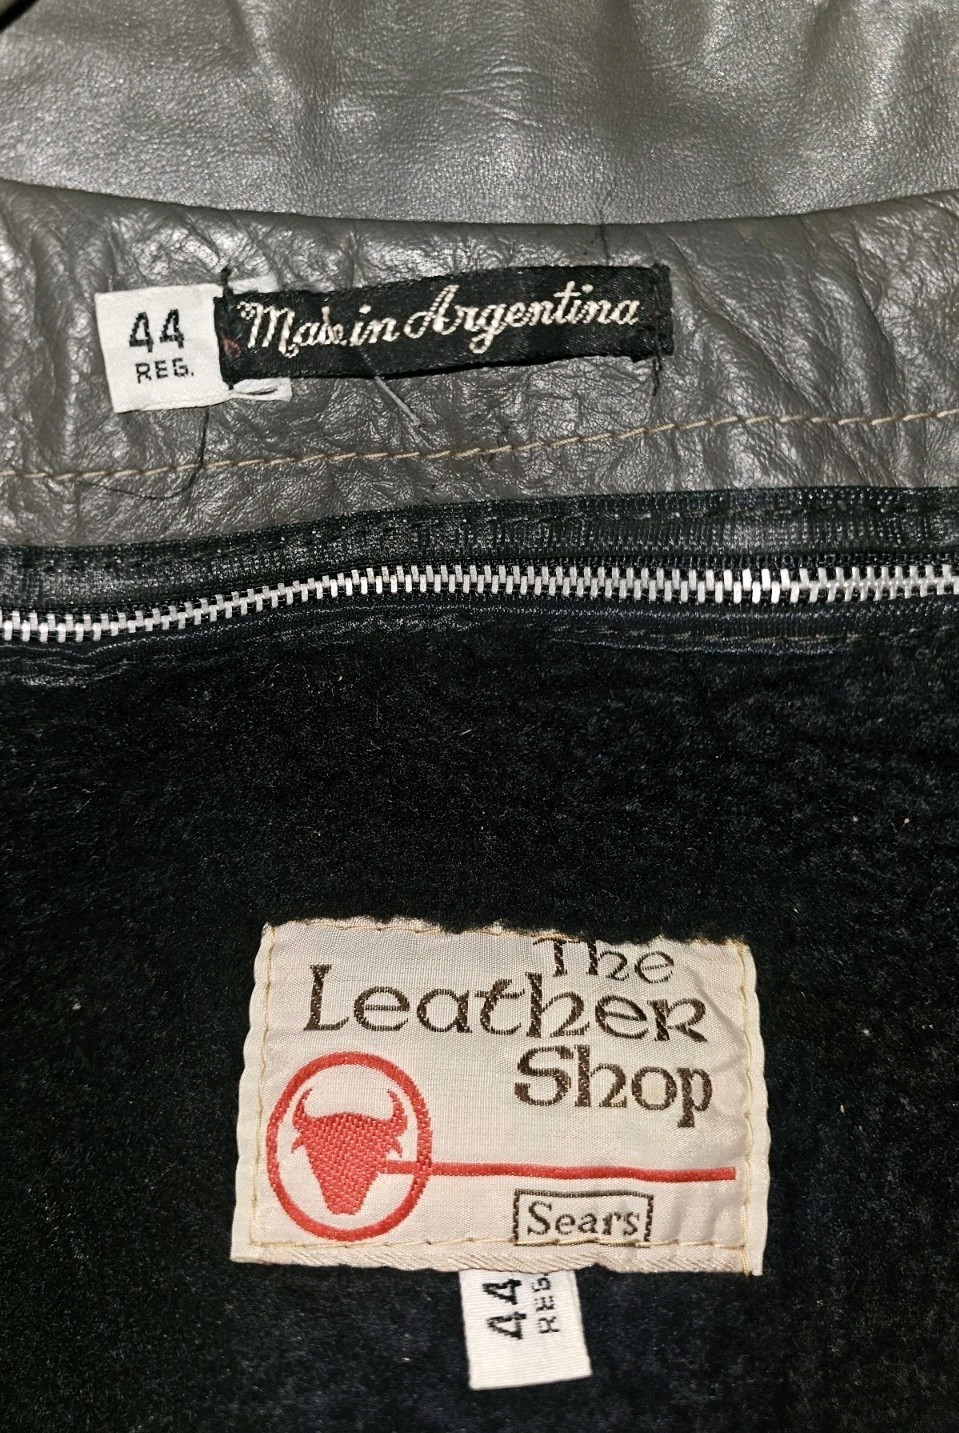 44
REG.
Made in Argentina
The
Leather
Shop
Sears
44
REG.